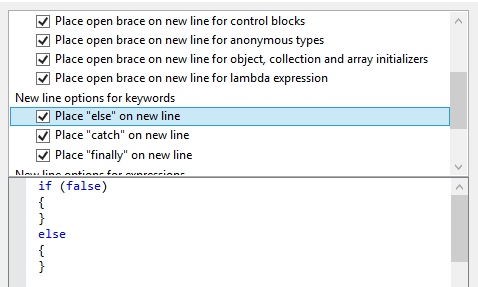 Place open brace on new line for control blocks
Place open brace on new line for anonymous types
Place open brace on new line for object, collection and array initializers
Place open brace on new line for lambda expression
New line options for keywords
Place "else" on new line
Place "catch" on new line
Place "finally" on new line
New line options for expressions
if (false)
{
}
else
{
}